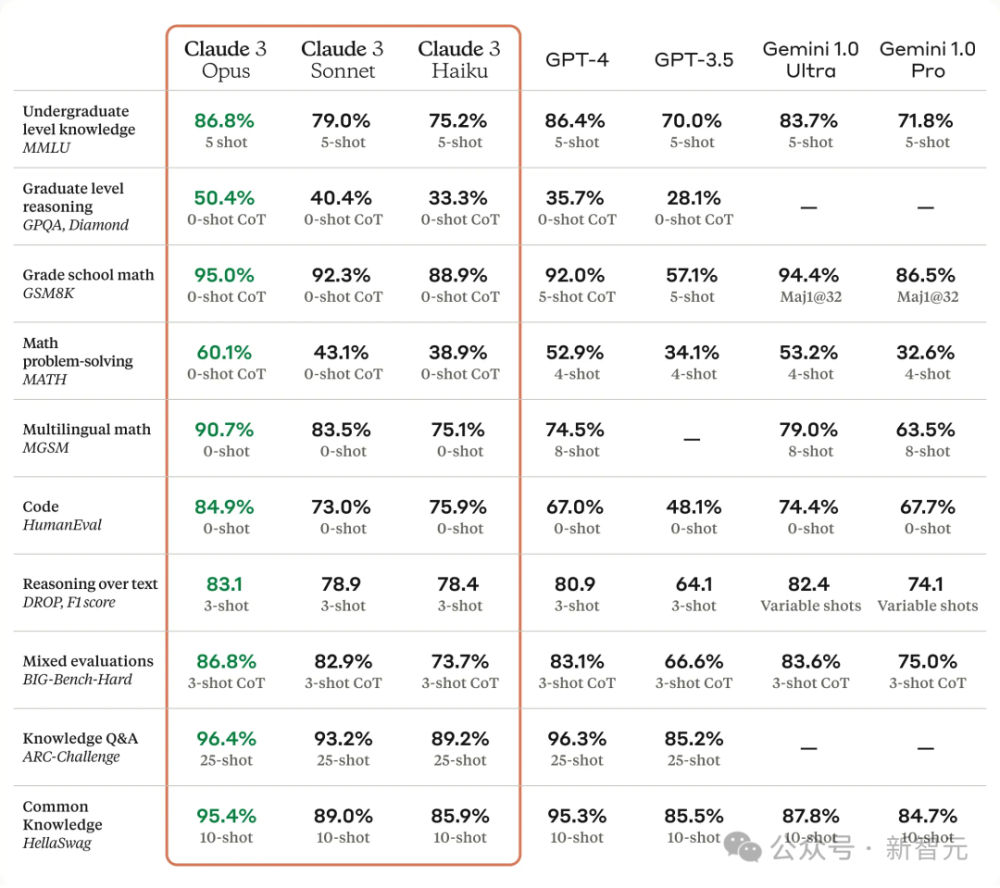 Claude 3 Opus Claude 3 Sonnet Claude 3 Haiku GPT-4 GPT-3.5 Gemini 1.0 Ultra Gemini 1.0 Pro
Undergraduate
level knowledge
MMLU
86.8% 79.0% 75.2% 86.4% 70.0% 83.7% 71.8%
5 shot 5-shot 5-shot 5-shot 5-shot 5-shot 5-shot
Graduate level
reasoning
GPQA, Diamond
50.4% 40.4% 33.3% 35.7% 28.1% — —
0-shot CoT 0-shot CoT 0-shot CoT 0-shot CoT 0-shot CoT
Grade school math
GSM8K
95.0% 92.3% 88.9% 92.0% 57.1% 94.4% 86.5%
0-shot CoT 0-shot CoT 0-shot CoT 5-shot CoT 5-shot Maj1@32 Maj1@32
Math
problem-solving
MATH
60.1% 43.1% 38.9% 52.9% 34.1% 53.2% 32.6%
0-shot CoT 0-shot CoT 0-shot CoT 4-shot 4-shot 4-shot 4-shot
Multilingual math
MGSM
90.7% 83.5% 75.1% 74.5% — 79.0% 63.5%
0-shot 0-shot 0-shot 8-shot 8-shot 8-shot
Code
HumanEval
84.9% 73.0% 75.9% 67.0% 48.1% 74.4% 67.7%
0-shot 0-shot 0-shot 0-shot 0-shot 0-shot 0-shot
Reasoning over text
DROP, F1 score
83.1 78.9 78.4 80.9 64.1 82.4 74.1
3-shot 3-shot 3-shot 3-shot 3-shot Variable shots Variable shots
Mixed evaluations
BIG-Bench-Hard
86.8% 82.9% 73.7% 83.1% 66.6% 83.6% 75.0%
3-shot CoT 3-shot CoT 3-shot CoT 3-shot CoT 3-shot CoT 3-shot CoT 3-shot CoT
Knowledge Q&A
ARC-Challenge
96.4% 93.2% 89.2% 96.3% 85.2% — —
25-shot 25-shot 25-shot 25-shot 25-shot
Common
Knowledge
HellaSwag
95.4% 89.0% 85.9% 95.3% 85.5% 87.8% 84.7%
10-shot 10-shot 10-shot 10-shot 10-shot 10-shot 10-shot
公众号 · 新智元